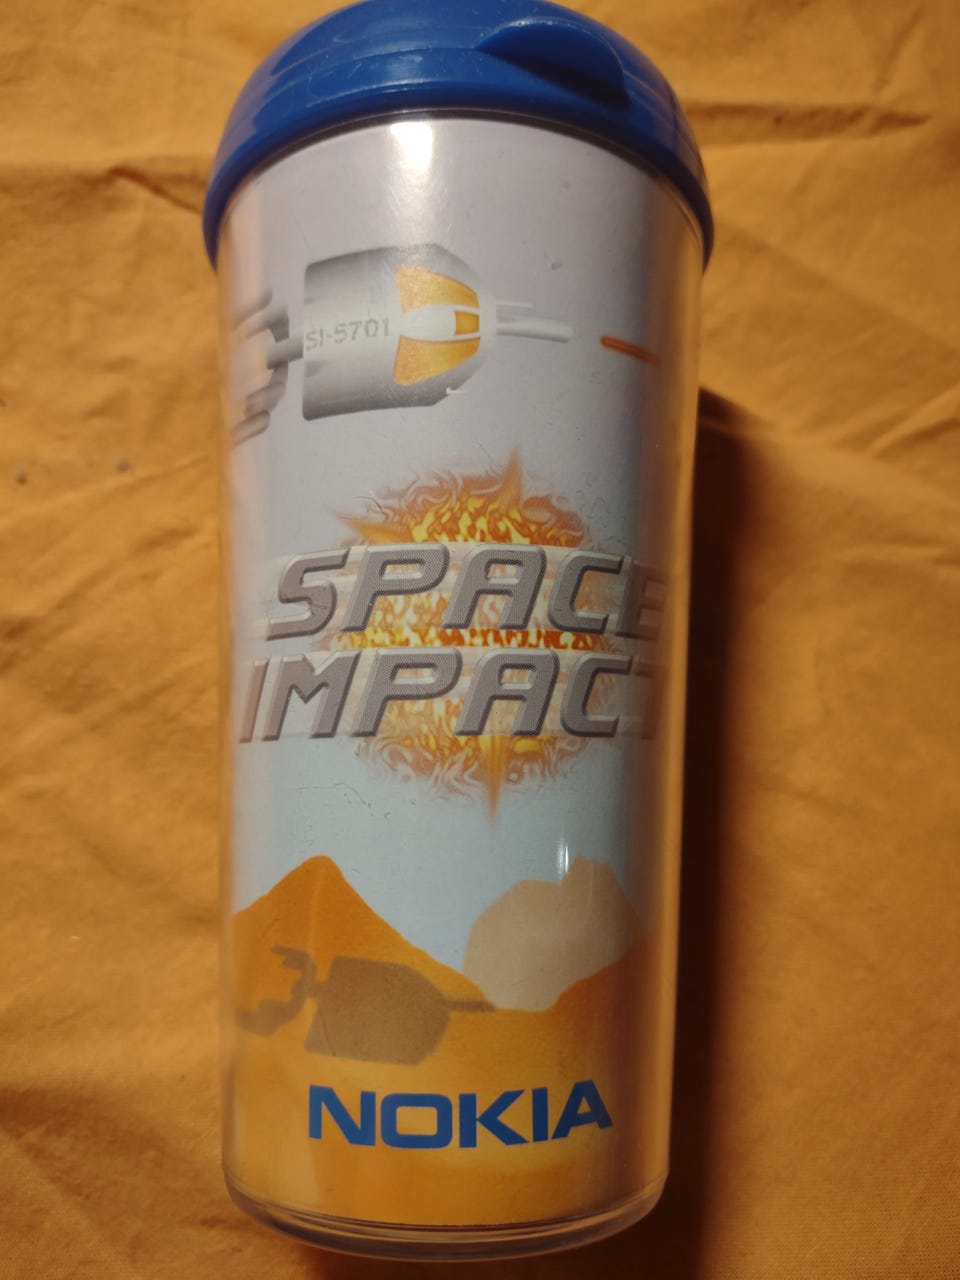 SI-5701
SPACE
IMPACT
NOKIA